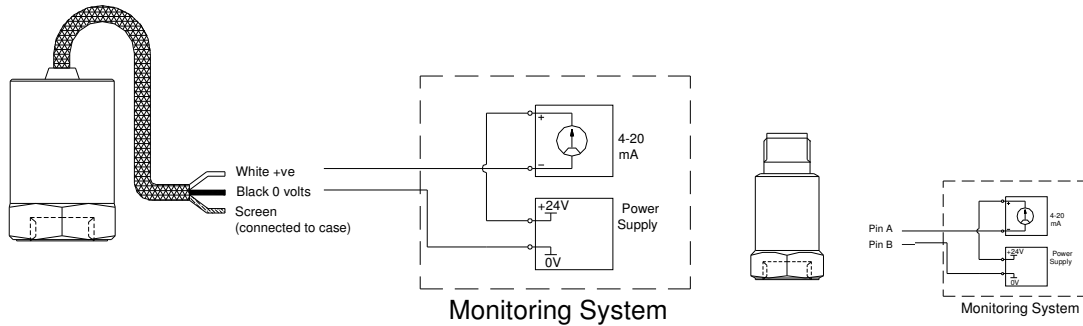 White +ve
Black 0 volts
Screen
(connected to case)
+
-
4-20
mA
+24V
0V
Power
Supply
Monitoring System
Pin A
Pin B
+
-
4-20
mA
+24V
0V
Power
Supply
Monitoring System